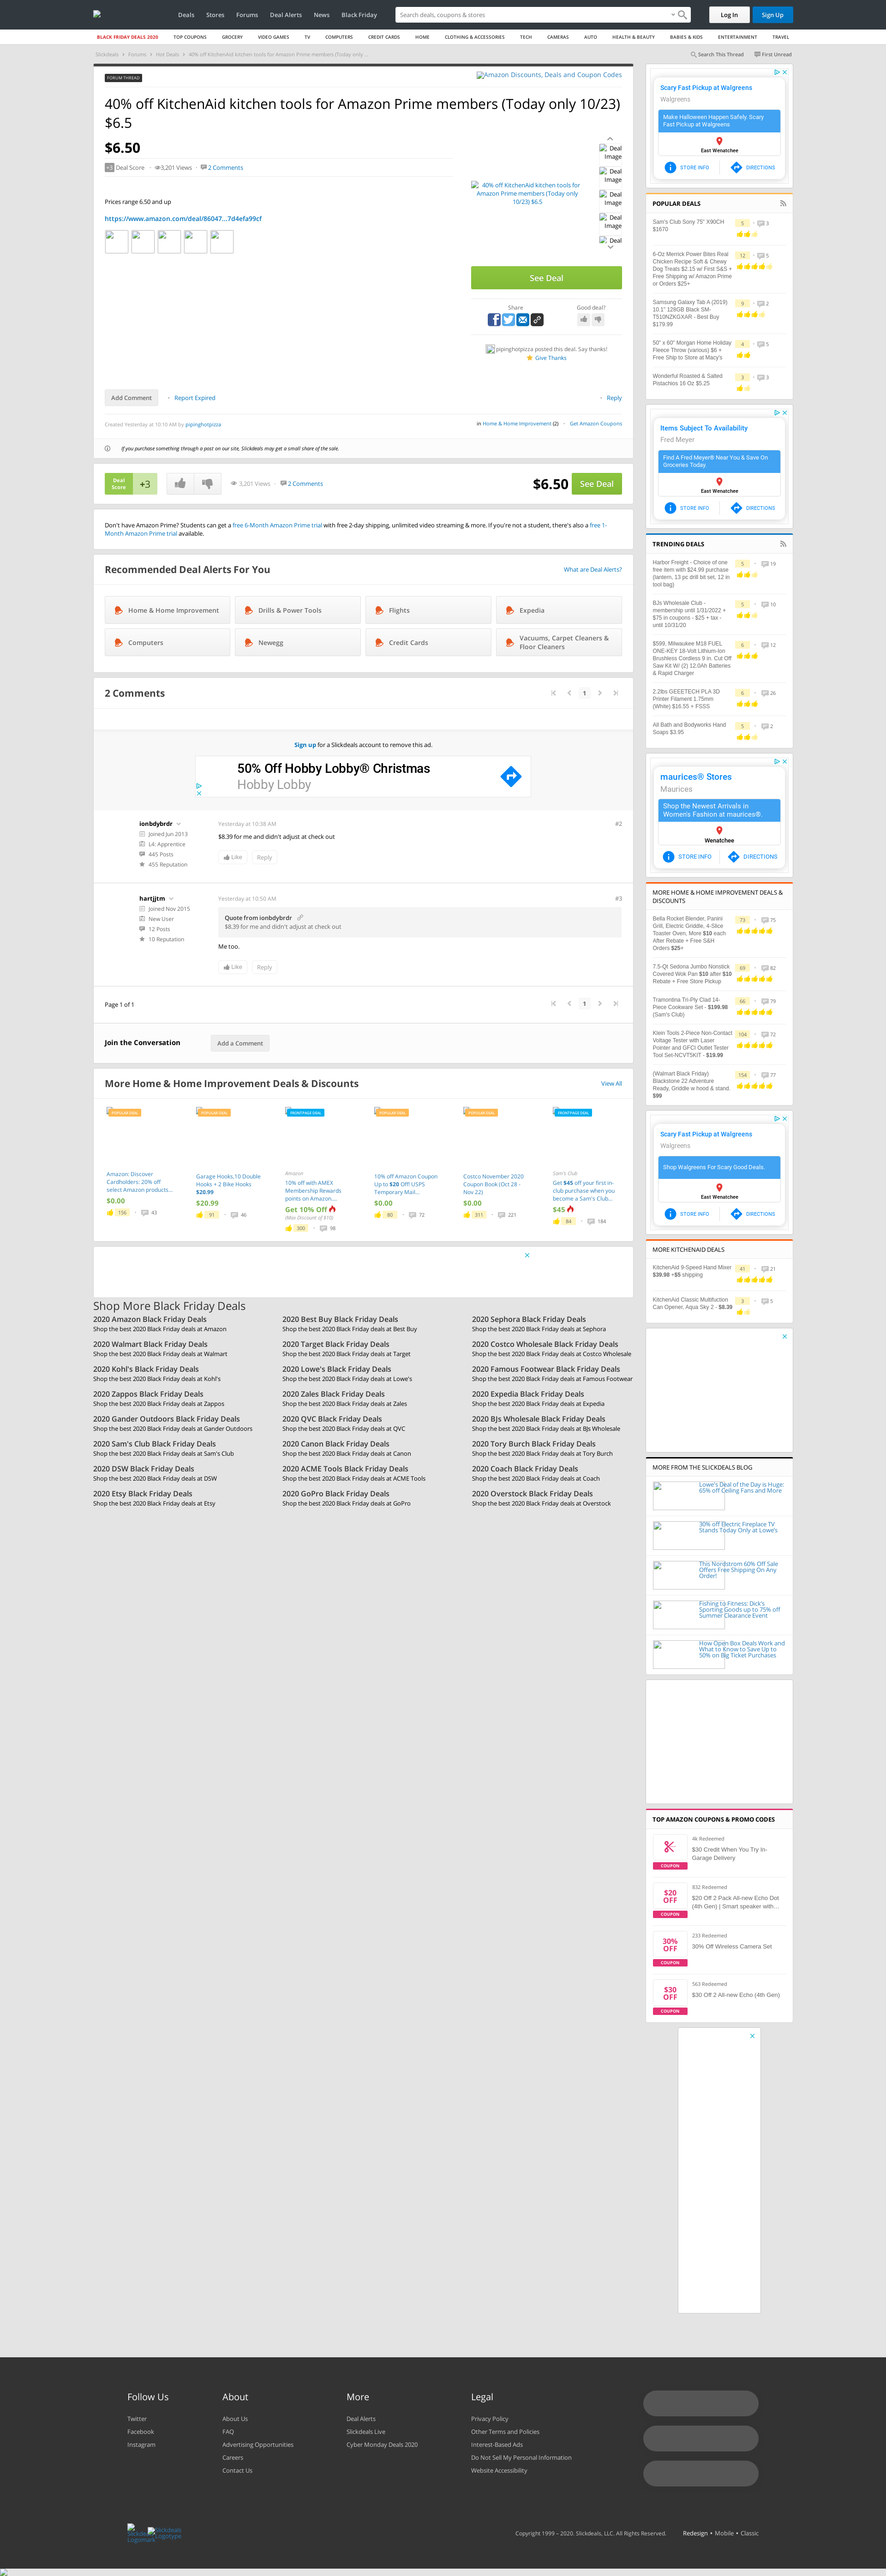 Deals Stores Forums Deal Alerts News Black Friday
Search deals, coupons & stores
Log In Sign Up
BLACK FRIDAY DEALS 2020 TOP COUPONS GROCERY VIDEO GAMES TV COMPUTERS CREDIT CARDS HOME CLOTHING & ACCESSORIES TECH CAMERAS AUTO HEALTH & BEAUTY BABIES & KIDS ENTERTAINMENT TRAVEL
Slickdeals Forums Hot Deals 40% off KitchenAid kitchen tools for Amazon Prime members (Today only ...
Search This Thread First Unread
FORUM THREAD
Amazon Discounts, Deals and Coupon Codes
40% off KitchenAid kitchen tools for Amazon Prime members (Today only 10/23)
$6.5
$6.50
+3 Deal Score 3,201 Views 2 Comments
Prices range 6.50 and up
https://www.amazon.com/deal/86047...7d4efa99cf
40% off KitchenAid kitchen tools for
Amazon Prime members (Today only
10/23) $6.5
Deal
Image
Deal
Image
Deal
Image
Deal
Image
Deal
See Deal
Share
Good deal?
pipinghotpizza posted this deal. Say thanks!
Give Thanks
Add Comment • Report Expired
• Reply
Created Yesterday at 10:10 AM by pipinghotpizza
in Home & Home Improvement (2) • Get Amazon Coupons
If you purchase something through a post on our site, Slickdeals may get a small share of the sale.
Deal
Score
+3
3,201 Views 2 Comments
$6.50 See Deal
Don't have Amazon Prime? Students can get a free 6-Month Amazon Prime trial with free 2-day shipping, unlimited video streaming & more. If you're not a student, there's also a free 1-
Month Amazon Prime trial available.
Recommended Deal Alerts For You
What are Deal Alerts?
Home & Home Improvement
Drills & Power Tools
Flights
Expedia
Computers
Newegg
Credit Cards
Vacuums, Carpet Cleaners &
Floor Cleaners
2 Comments
1
Sign up for a Slickdeals account to remove this ad.
50% Off Hobby Lobby® Christmas
Hobby Lobby
ionbdybrdr
Joined Jun 2013
L4: Apprentice
445 Posts
455 Reputation
Yesterday at 10:38 AM
#2
$8.39 for me and didn't adjust at check out
Like Reply
hartjjtm
Joined Nov 2015
New User
12 Posts
10 Reputation
Yesterday at 10:50 AM
#3
Quote from ionbdybrdr
$8.39 for me and didn't adjust at check out
Me too.
Like Reply
Page 1 of 1
1
Join the Conversation
Add a Comment
More Home & Home Improvement Deals & Discounts
View All
POPULAR DEAL
Amazon: Discover
Cardholders: 20% off
select Amazon products...
$0.00
156 43
POPULAR DEAL
Garage Hooks,10 Double
Hooks + 2 Bike Hooks
$20.99
$20.99
91 46
FRONTPAGE DEAL
Amazon
10% off with AMEX
Membership Rewards
points on Amazon....
Get 10% Off
(Max Discount of $10)
300 98
POPULAR DEAL
10% off Amazon Coupon
Up to $20 Off! USPS
Temporary Mail...
$0.00
80 72
POPULAR DEAL
Costco November 2020
Coupon Book (Oct 28 -
Nov 22)
$0.00
311 221
FRONTPAGE DEAL
Sam's Club
Get $45 off your first in-
club purchase when you
become a Sam's Club...
$45
84 184
Shop More Black Friday Deals
2020 Amazon Black Friday Deals
Shop the best 2020 Black Friday deals at Amazon
2020 Best Buy Black Friday Deals
Shop the best 2020 Black Friday deals at Best Buy
2020 Sephora Black Friday Deals
Shop the best 2020 Black Friday deals at Sephora
2020 Walmart Black Friday Deals
Shop the best 2020 Black Friday deals at Walmart
2020 Target Black Friday Deals
Shop the best 2020 Black Friday deals at Target
2020 Costco Wholesale Black Friday Deals
Shop the best 2020 Black Friday deals at Costco Wholesale
2020 Kohl's Black Friday Deals
Shop the best 2020 Black Friday deals at Kohl's
2020 Lowe's Black Friday Deals
Shop the best 2020 Black Friday deals at Lowe's
2020 Famous Footwear Black Friday Deals
Shop the best 2020 Black Friday deals at Famous Footwear
2020 Zappos Black Friday Deals
Shop the best 2020 Black Friday deals at Zappos
2020 Zales Black Friday Deals
Shop the best 2020 Black Friday deals at Zales
2020 Expedia Black Friday Deals
Shop the best 2020 Black Friday deals at Expedia
2020 Gander Outdoors Black Friday Deals
Shop the best 2020 Black Friday deals at Gander Outdoors
2020 QVC Black Friday Deals
Shop the best 2020 Black Friday deals at QVC
2020 BJs Wholesale Black Friday Deals
Shop the best 2020 Black Friday deals at BJs Wholesale
2020 Sam's Club Black Friday Deals
Shop the best 2020 Black Friday deals at Sam's Club
2020 Canon Black Friday Deals
Shop the best 2020 Black Friday deals at Canon
2020 Tory Burch Black Friday Deals
Shop the best 2020 Black Friday deals at Tory Burch
2020 DSW Black Friday Deals
Shop the best 2020 Black Friday deals at DSW
2020 ACME Tools Black Friday Deals
Shop the best 2020 Black Friday deals at ACME Tools
2020 Coach Black Friday Deals
Shop the best 2020 Black Friday deals at Coach
2020 Etsy Black Friday Deals
Shop the best 2020 Black Friday deals at Etsy
2020 GoPro Black Friday Deals
Shop the best 2020 Black Friday deals at GoPro
2020 Overstock Black Friday Deals
Shop the best 2020 Black Friday deals at Overstock
Scary Fast Pickup at Walgreens
Walgreens
Make Halloween Happen Safely. Scary
Fast Pickup at Walgreens
East Wenatchee
STORE INFO DIRECTIONS
POPULAR DEALS
Sam's Club Sony 75" X90CH
$1670
5 3
6-Oz Merrick Power Bites Real
Chicken Recipe Soft & Chewy
Dog Treats $2.15 w/ First S&S +
Free Shipping w/ Amazon Prime
or Orders $25+
12 5
Samsung Galaxy Tab A (2019)
10.1" 128GB Black SM-
T510NZKGXAR - Best Buy
$179.99
9 2
50" x 60" Morgan Home Holiday
Fleece Throw (various) $6 +
Free Ship to Store at Macy's
4 5
Wonderful Roasted & Salted
Pistachios 16 Oz $5.25
3 3
Items Subject To Availability
Fred Meyer
Find A Fred Meyer® Near You & Save On
Groceries Today.
East Wenatchee
STORE INFO DIRECTIONS
TRENDING DEALS
Harbor Freight - Choice of one
free item with $24.99 purchase
(lantern, 13 pc drill bit set, 12 in
tool bag)
5 19
BJs Wholesale Club -
membership until 1/31/2022 +
$75 in coupons - $25 + tax -
until 10/31/20
5 10
$599, Milwaukee M18 FUEL
ONE-KEY 18-Volt Lithium-Ion
Brushless Cordless 9 in. Cut Off
Saw Kit W/ (2) 12.0Ah Batteries
& Rapid Charger
6 12
2.2lbs GEEETECH PLA 3D
Printer Filament 1.75mm
(White) $16.55 + FSSS
6 26
All Bath and Bodyworks Hand
Soaps $3.95
5 2
maurices® Stores
Maurices
Shop the Newest Arrivals in
Women's Fashion at maurices®.
Wenatchee
STORE INFO DIRECTIONS
MORE HOME & HOME IMPROVEMENT DEALS &
DISCOUNTS
Bella Rocket Blender, Panini
Grill, Electric Griddle, 4-Slice
Toaster Oven, More $10 each
After Rebate + Free S&H
Orders $25+
73 75
7.5-Qt Sedona Jumbo Nonstick
Covered Wok Pan $10 after $10
Rebate + Free Store Pickup
69 82
Tramontina Tri-Ply Clad 14-
Piece Cookware Set - $199.98
(Sam's Club)
66 79
Klein Tools 2-Piece Non-Contact
Voltage Tester with Laser
Pointer and GFCI Outlet Tester
Tool Set-NCVT5KIT - $19.99
104 72
(Walmart Black Friday)
Blackstone 22 Adventure
Ready, Griddle w hood & stand.
$99
154 77
Scary Fast Pickup at Walgreens
Walgreens
Shop Walgreens For Scary Good Deals.
East Wenatchee
STORE INFO DIRECTIONS
MORE KITCHENAID DEALS
KitchenAid 9-Speed Hand Mixer
$39.98 +$5 shipping
41 21
KitchenAid Classic Multifuction
Can Opener, Aqua Sky 2 - $8.39
3 5
MORE FROM THE SLICKDEALS BLOG
Lowe's Deal of the Day is Huge:
65% off Ceiling Fans and More
30% off Electric Fireplace TV
Stands Today Only at Lowe's
This Nordstrom 60% Off Sale
Offers Free Shipping On Any
Order!
Fishing to Fitness: Dick's
Sporting Goods up to 75% off
Summer Clearance Event
How Open Box Deals Work and
What to Know to Save Up to
50% on Big Ticket Purchases
TOP AMAZON COUPONS & PROMO CODES
COUPON
4k Redeemed
$30 Credit When You Try In-
Garage Delivery
$20
OFF
COUPON
832 Redeemed
$20 Off 2 Pack All-new Echo Dot
(4th Gen) | Smart speaker with...
30%
OFF
COUPON
233 Redeemed
30% Off Wireless Camera Set
$30
OFF
COUPON
563 Redeemed
$30 Off 2 All-new Echo (4th Gen)
Follow Us
Twitter
Facebook
Instagram
About
About Us
FAQ
Advertising Opportunities
Careers
Contact Us
More
Deal Alerts
Slickdeals Live
Cyber Monday Deals 2020
Legal
Privacy Policy
Other Terms and Policies
Interest-Based Ads
Do Not Sell My Personal Information
Website Accessibility
Slickdeals
Logotype
Copyright 1999 – 2020. Slickdeals, LLC. All Rights Reserved. Redesign • Mobile • Classic